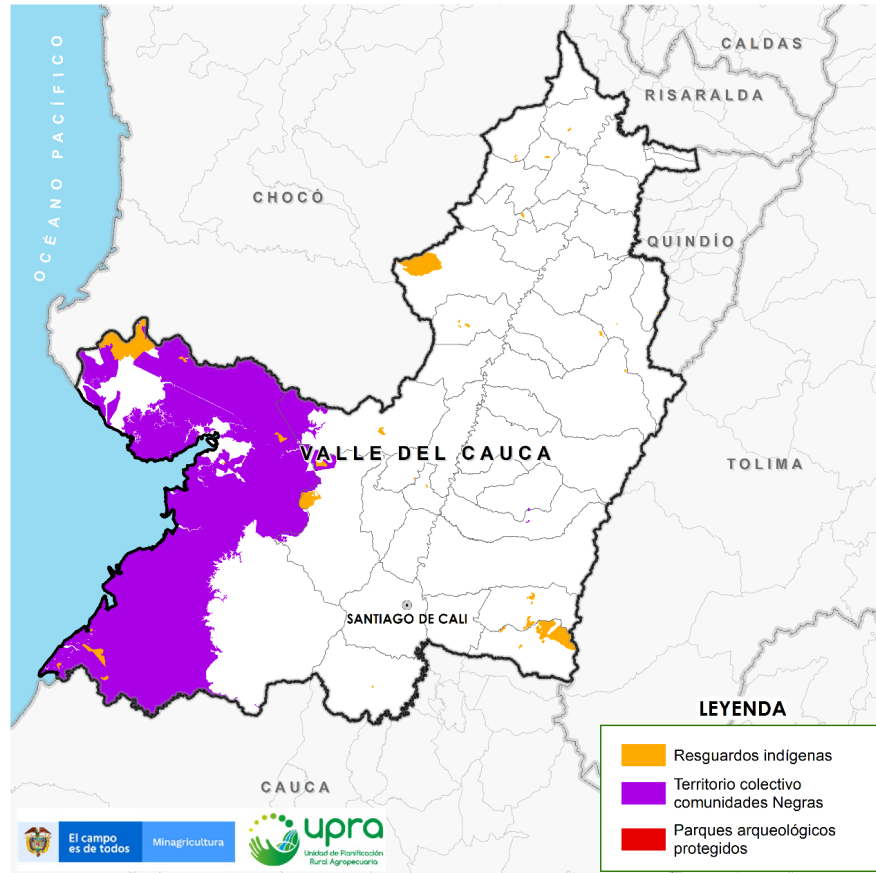 CALDAS
RISARALDA
OCÉANO PACÍFICO
CHOCÓ
QUINDÍO
VALLE DEL CAUCA
TOLIMA
SANTIAGO DE CALI
CAUCA
LEYENDA
Resguardos indígenas
Territorio colectivo
comunidades Negras
Parques arqueológicos
protegidos
El campo
es de todos
Minagricultura
upra
Unidad de Planificación
Rural Agropecuaria